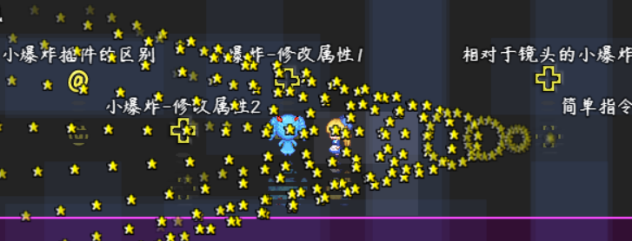 小爆炸插件的区别
爆炸-修改属性1
相对于镜头的小爆炸
小爆炸-修改属性2
简单指令